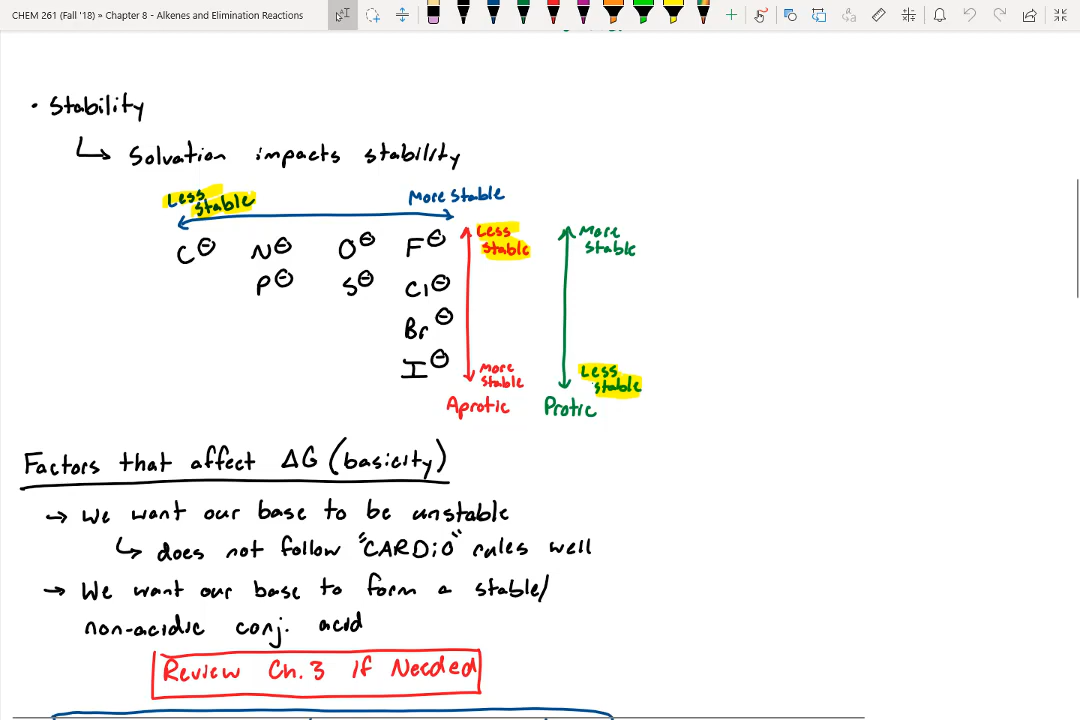 CHEM 261 (Fall '18) » Chapter 8 - Alkenes and Elimination Reactions
• Stability
↳ Solvation impacts stability
Less Stable
More Stable
C⊖ N⊖ O⊖ F⊖
P⊖ S⊖ Cl⊖
Br⊖
I⊖
Less Stable
More Stable
Aprotic
More Stable
Less Stable
Protic
Factors that affect ΔG (basicity)
→ We want our base to be unstable
↳ does not follow "CARDiO" rules well
→ We want our base to form a stable/
non-acidic conj. acid
Review Ch. 3 if Needed